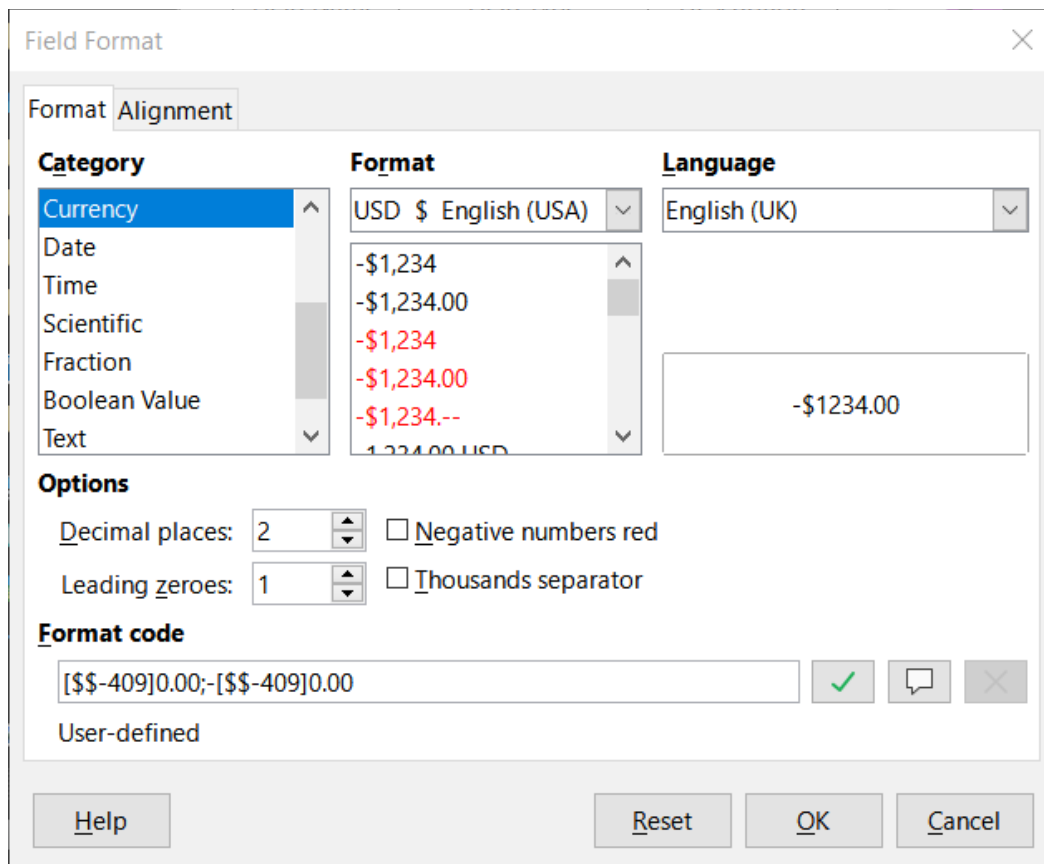 Field Format
Format Alignment
Category Format Language
Currency USD $ English (USA) English (UK)
Date -$1,234
Time -$1,234.00
Scientific -$1,234
Fraction -$1,234.00
Boolean Value -$1,234.--
Text
-$1234.00
Options
Decimal places: 2 Negative numbers red
Leading zeroes: 1 Thousands separator
Format code
[$$-409]0.00;-[$$-409]0.00
User-defined
Help Reset OK Cancel